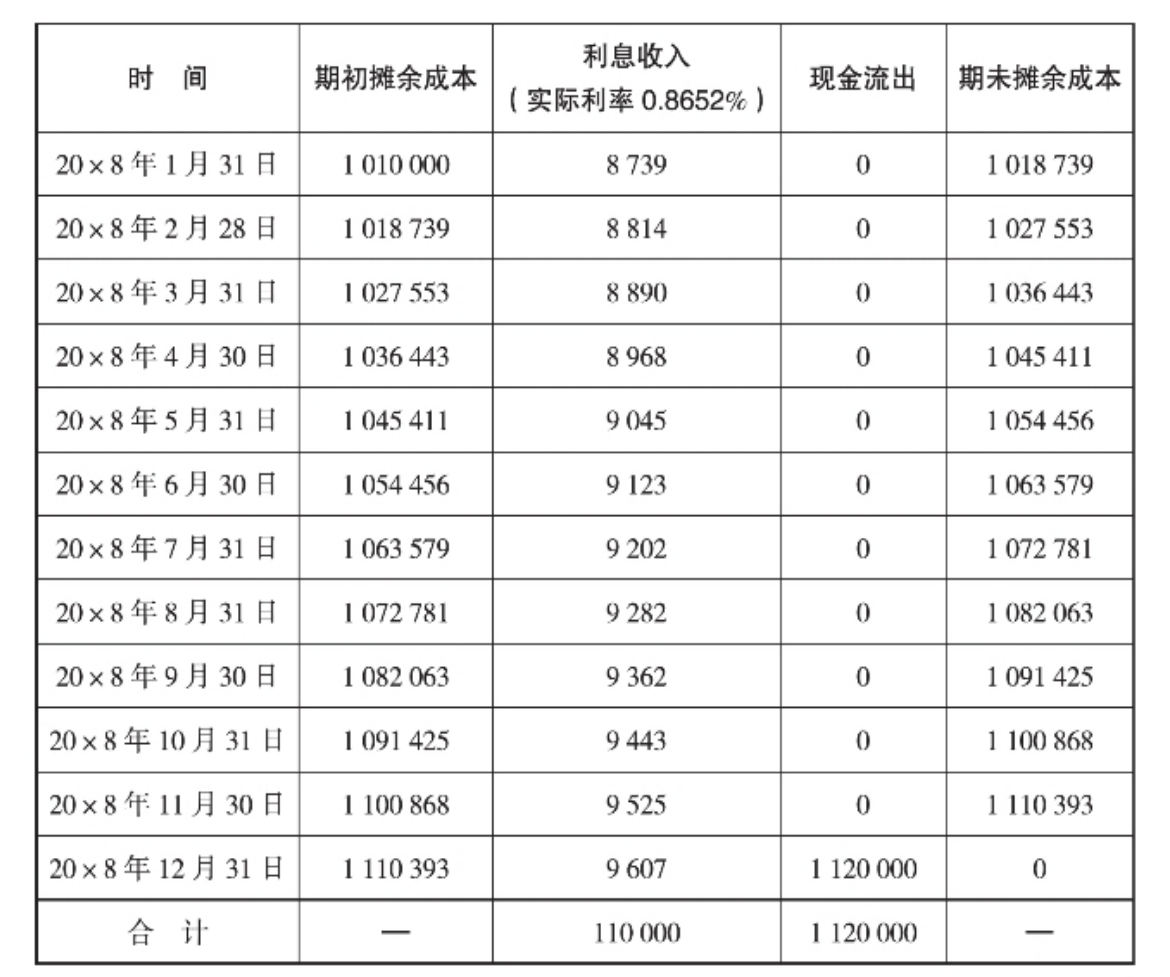 时 间 期初摊余成本 利息收入 现金流出 期未摊余成本
(实际利率 0.8652%)
20×8 年 1 月 31 日 1 010 000 8 739 0 1 018 739
20×8 年 2 月 28 日 1 018 739 8 814 0 1 027 553
20×8 年 3 月 31 日 1 027 553 8 890 0 1 036 443
20×8 年 4 月 30 日 1 036 443 8 968 0 1 045 411
20×8 年 5 月 31 日 1 045 411 9 045 0 1 054 456
20×8 年 6 月 30 日 1 054 456 9 123 0 1 063 579
20×8 年 7 月 31 日 1 063 579 9 202 0 1 072 781
20×8 年 8 月 31 日 1 072 781 9 282 0 1 082 063
20×8 年 9 月 30 日 1 082 063 9 362 0 1 091 425
20×8 年 10 月 31 日 1 091 425 9 443 0 1 100 868
20×8 年 11 月 30 日 1 100 868 9 525 0 1 110 393
20×8 年 12 月 31 日 1 110 393 9 607 1 120 000 0
合 计 — 110 000 1 120 000 —